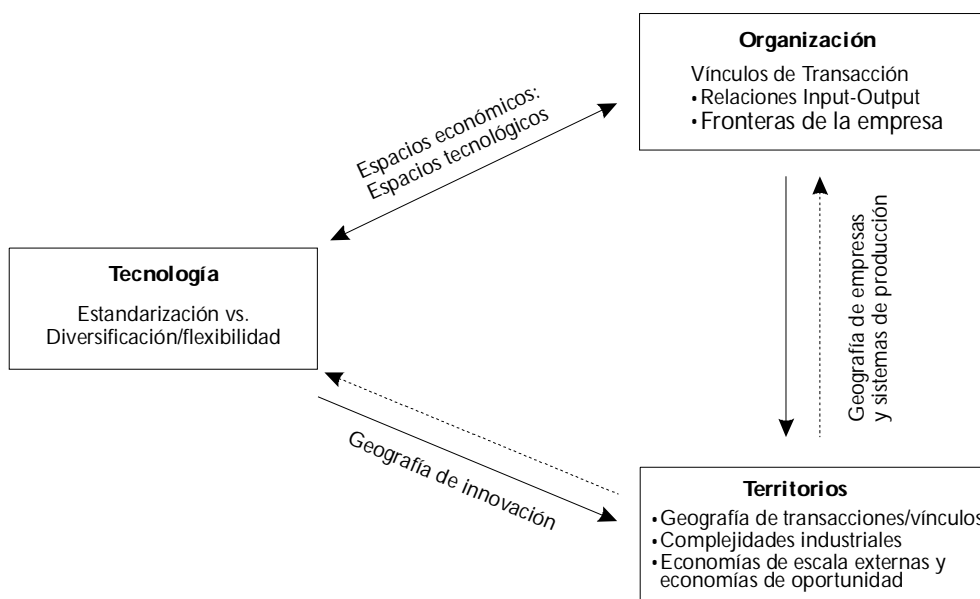 Organización
Vínculos de Transacción
• Relaciones Input-Output
• Fronteras de la empresa
Espacios económicos:
Espacios tecnológicos
Tecnología
Estandarización vs.
Diversificación/flexibilidad
Geografía de empresas
y sistemas de producción
Geografía de innovación
Territorios
• Geografía de transacciones/vínculos
• Complejidades industriales
• Economías de escala externas y
economías de oportunidad